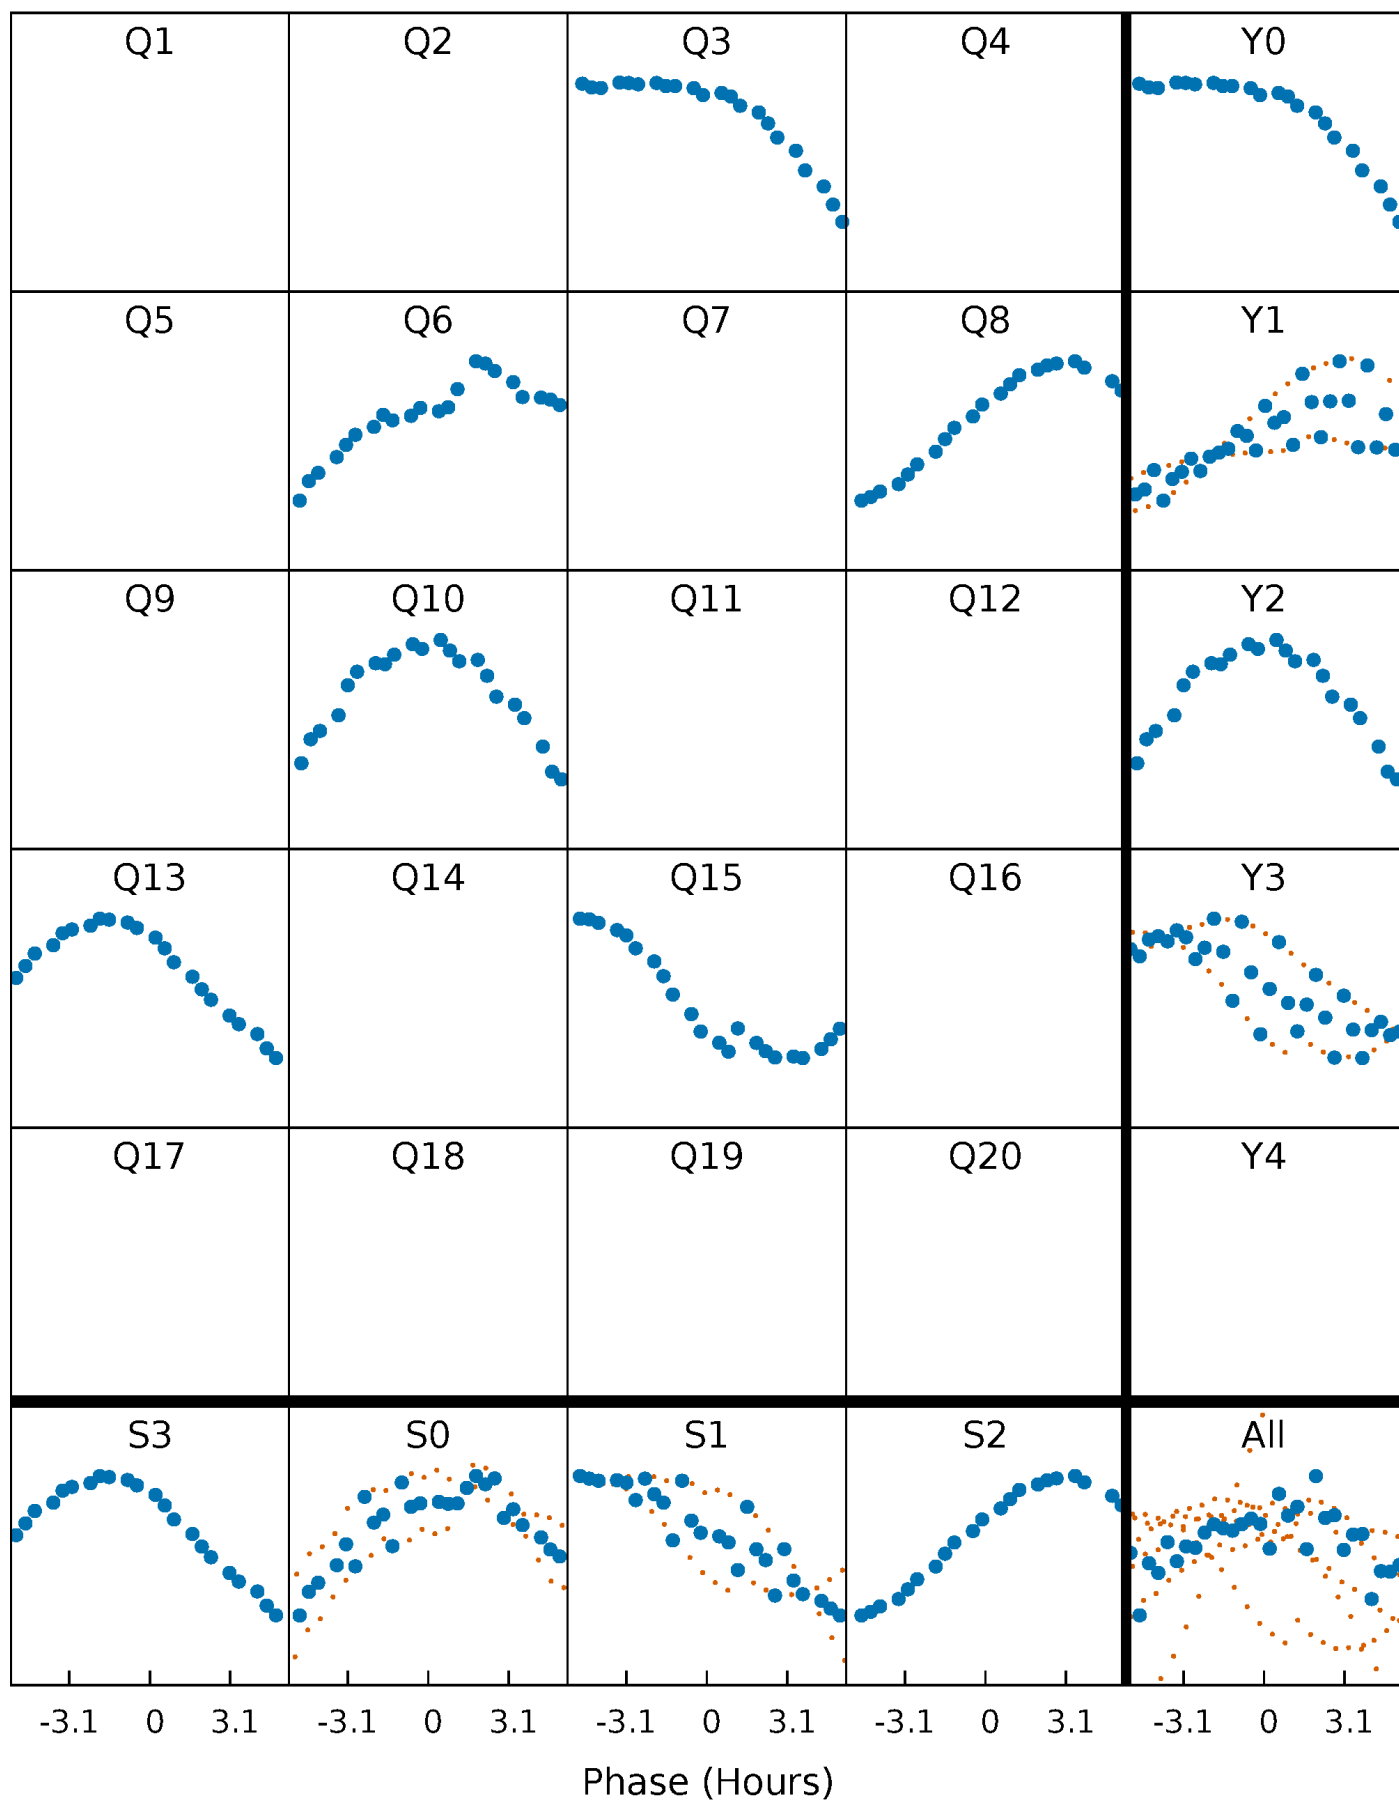 Q1 Q2 Q3 Q4 Y0
Q5 Q6 Q7 Q8 Y1
Q9 Q10 Q11 Q12 Y2
Q13 Q14 Q15 Q16 Y3
Q17 Q18 Q19 Q20 Y4
S3 S0 S1 S2 All
-3.1 0 3.1 -3.1 0 3.1 -3.1 0 3.1 -3.1 0 3.1 -3.1 0 3.1
Phase (Hours)